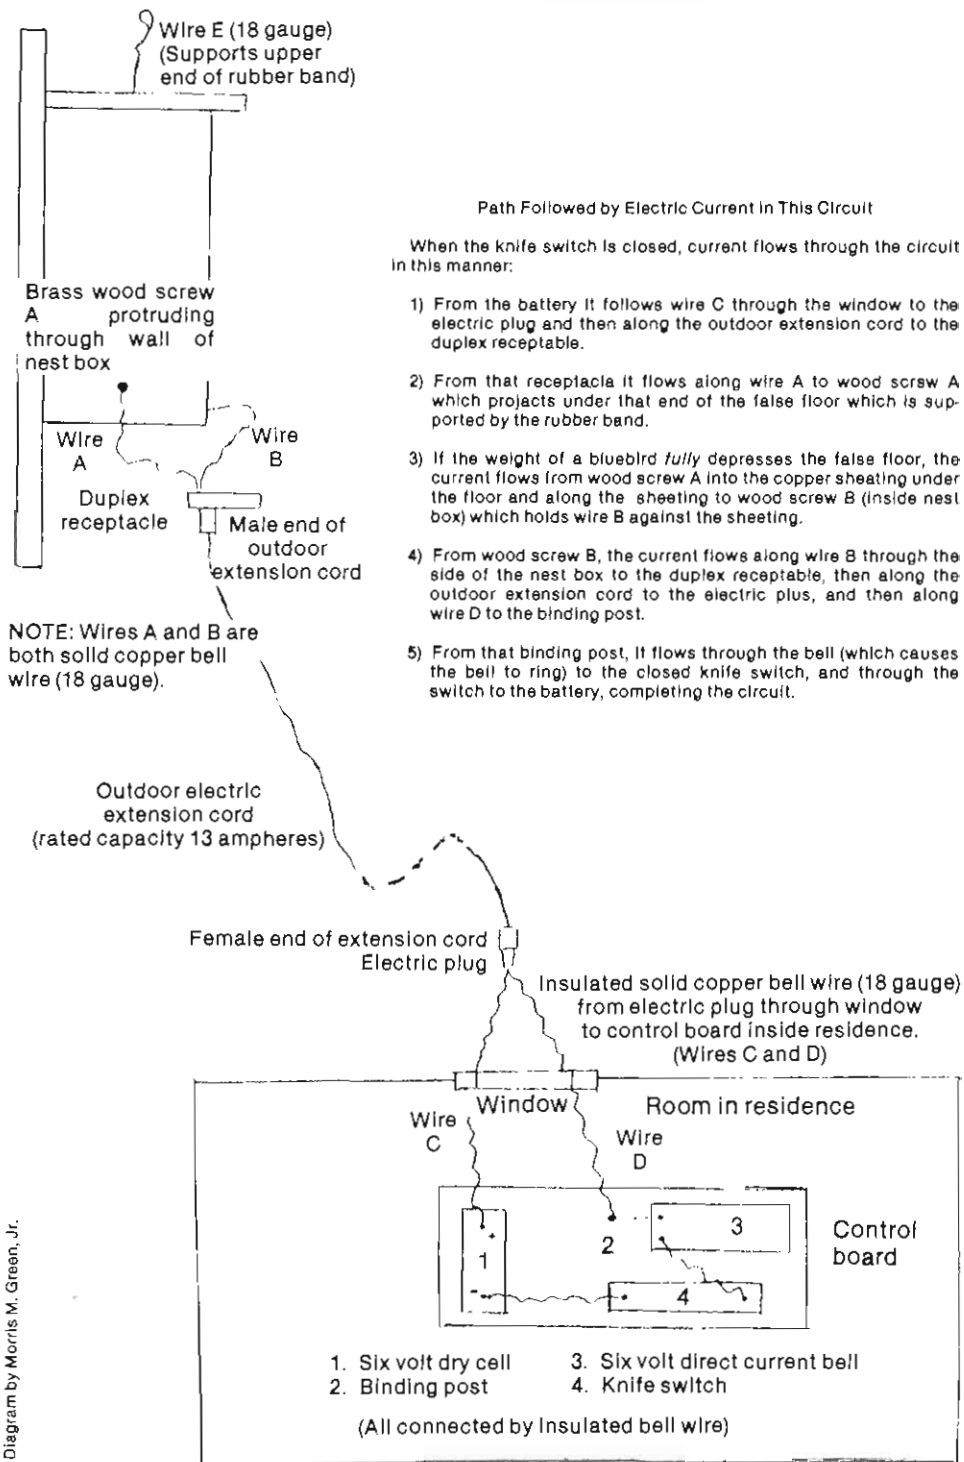 Wire E (18 gauge)
(Supports upper
end of rubber band)
Path Followed by Electric Current in This Circuit
When the knife switch is closed, current flows through the circuit
in this manner:
1) From the battery it follows wire C through the window to the
electric plug and then along the outdoor extension cord to the
duplex receptable.
2) From that receptacla it flows along wire A to wood screw A
which projects under that end of the false floor which is sup-
ported by the rubber band.
3) If the weight of a bluebird fully depresses the false floor, the
current flows from wood screw A into the copper sheating under
the floor and along the sheeting to wood screw B (inside nest
box) which holds wire B against the sheeting.
4) From wood screw B, the current flows along wire B through the
side of the nest box to the duplex receptable, then along the
outdoor extension cord to the electric plus, and then along
wire D to the binding post.
5) From that binding post, it flows through the bell (which causes
the bell to ring) to the closed knife switch, and through the
switch to the battery, completing the circuit.
Brass wood screw
A protruding
through wall of
nest box
Wire
A
Wire
B
Duplex
receptacle
Male end of
outdoor
extension cord
NOTE: Wires A and B are
both solid copper bell
wire (18 gauge).
Outdoor electric
extension cord
(rated capacity 13 ampheres)
Female end of extension cord
Electric plug
Insulated solid copper bell wire (18 gauge)
from electric plug through window
to control board inside residence.
(Wires C and D)
Window
Room in residence
Wire
C
Wire
D
1
+
-
2
3
4
Control
board
1. Six volt dry cell
2. Binding post
3. Six volt direct current bell
4. Knife switch
(All connected by insulated bell wire)
Diagram by Morris M. Green, Jr.